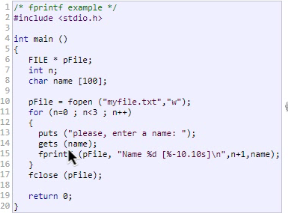 1 /* fprintf example */
2 #include <stdio.h>
3
4 int main ()
5 {
6 FILE * pFile;
7 int n;
8 char name [100];
9
10 pFile = fopen ("myfile.txt","w");
11 for (n=0 ; n<3 ; n++)
12 {
13 puts ("please, enter a name: ");
14 gets (name);
15 fprintf (pFile, "Name %d [%-10.10s]\n",n+1,name);
16 }
17 fclose (pFile);
18
19 return 0;
20 }